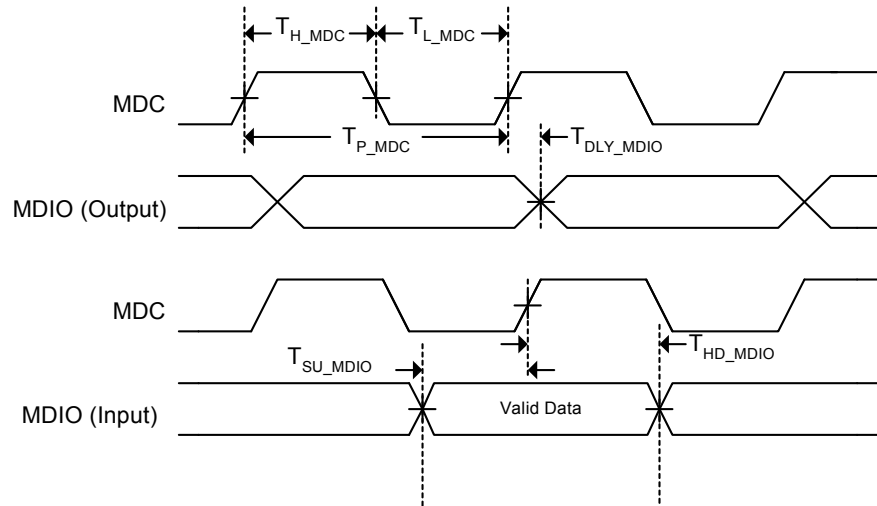 T_H_MDC T_L_MDC
MDC
T_P_MDC T_DLY_MDIO
MDIO (Output)
MDC
T_SU_MDIO T_HD_MDIO
MDIO (Input) Valid Data